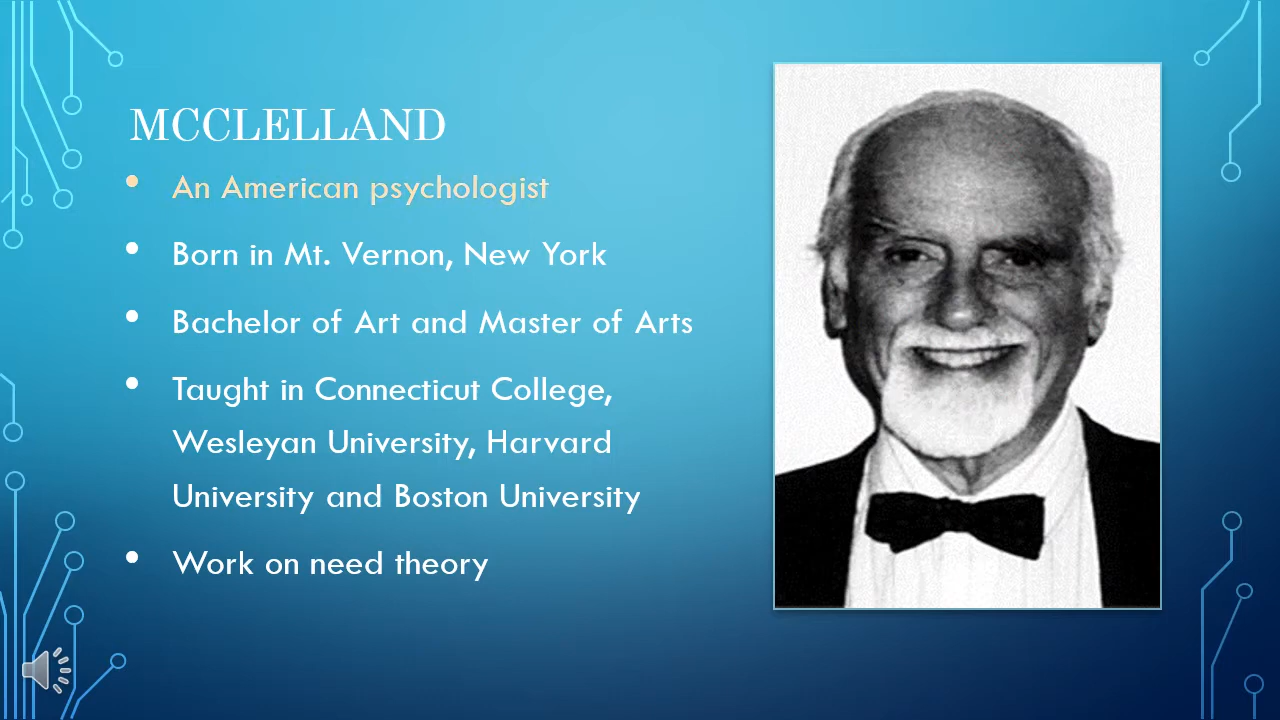 MCCLELLAND
• An American psychologist
• Born in Mt. Vernon, New York
• Bachelor of Art and Master of Arts
• Taught in Connecticut College,
Wesleyan University, Harvard
University and Boston University
• Work on need theory